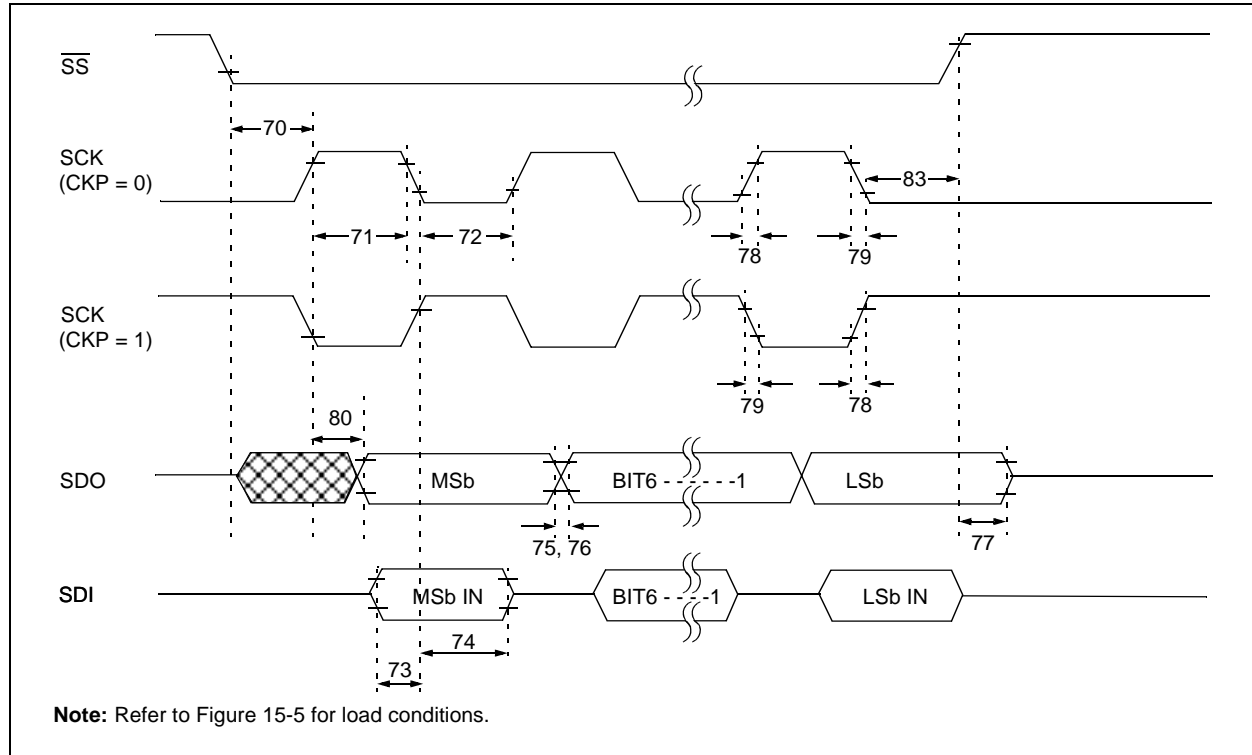 SS
70
SCK
(CKP = 0)
83
71
72
78
79
SCK
(CKP = 1)
79
78
80
SDO
MSb
BIT6 - - - - - -1
LSb
75, 76
77
SDI
MSb IN
BIT6 - - - - -1
LSb IN
74
73
Note: Refer to Figure 15-5 for load conditions.